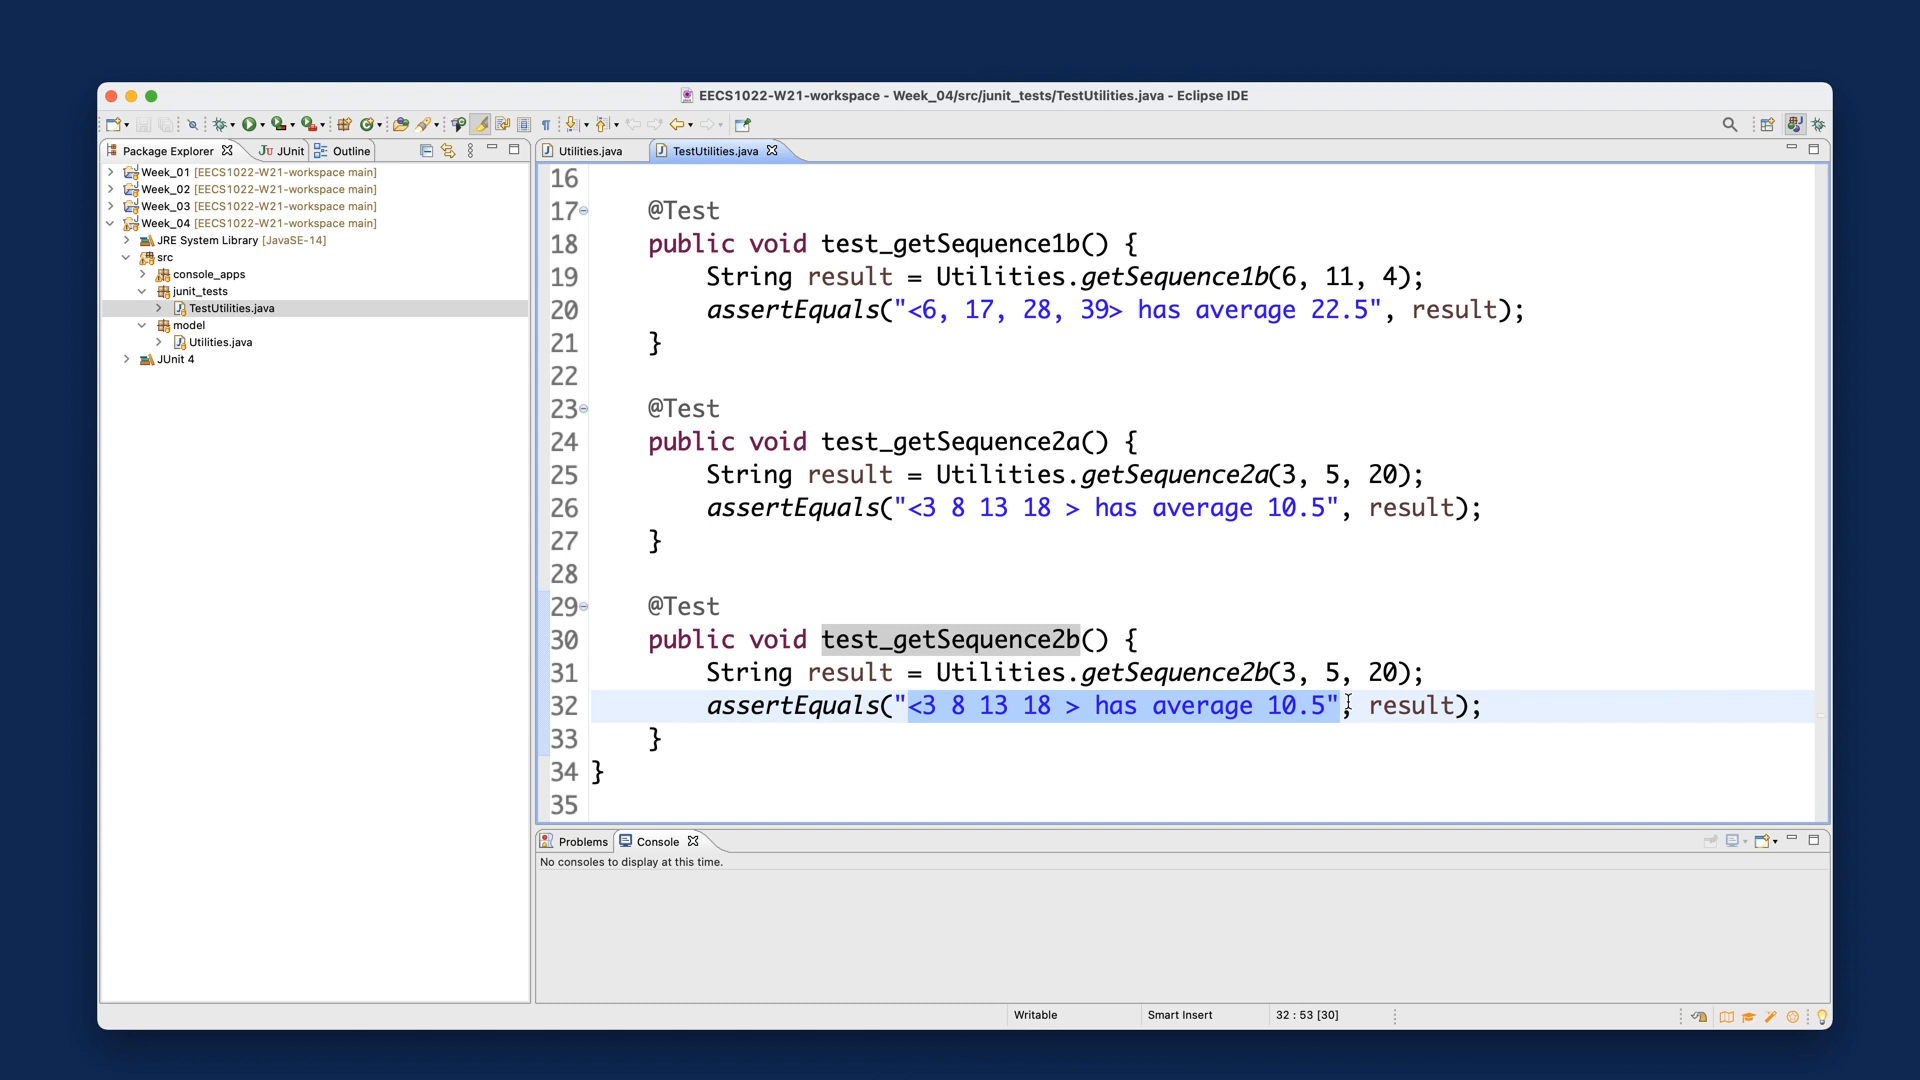 EECS1022-W21-workspace - Week_04/src/junit_tests/TestUtilities.java - Eclipse IDE
Package Explorer
JUnit
Outline
Week_01 [EECS1022-W21-workspace main]
Week_02 [EECS1022-W21-workspace main]
Week_03 [EECS1022-W21-workspace main]
Week_04 [EECS1022-W21-workspace main]
JRE System Library [JavaSE-14]
src
console_apps
junit_tests
TestUtilities.java
model
Utilities.java
JUnit 4
Utilities.java
TestUtilities.java
16
17 @Test
18 public void test_getSequence1b() {
19 String result = Utilities.getSequence1b(6, 11, 4);
20 assertEquals("<6, 17, 28, 39> has average 22.5", result);
21 }
22
23 @Test
24 public void test_getSequence2a() {
25 String result = Utilities.getSequence2a(3, 5, 20);
26 assertEquals("<3 8 13 18 > has average 10.5", result);
27 }
28
29 @Test
30 public void test_getSequence2b() {
31 String result = Utilities.getSequence2b(3, 5, 20);
32 assertEquals("<3 8 13 18 > has average 10.5", result);
33 }
34 }
35
Problems
Console
No consoles to display at this time.
Writable
Smart Insert
32 : 53 [30]